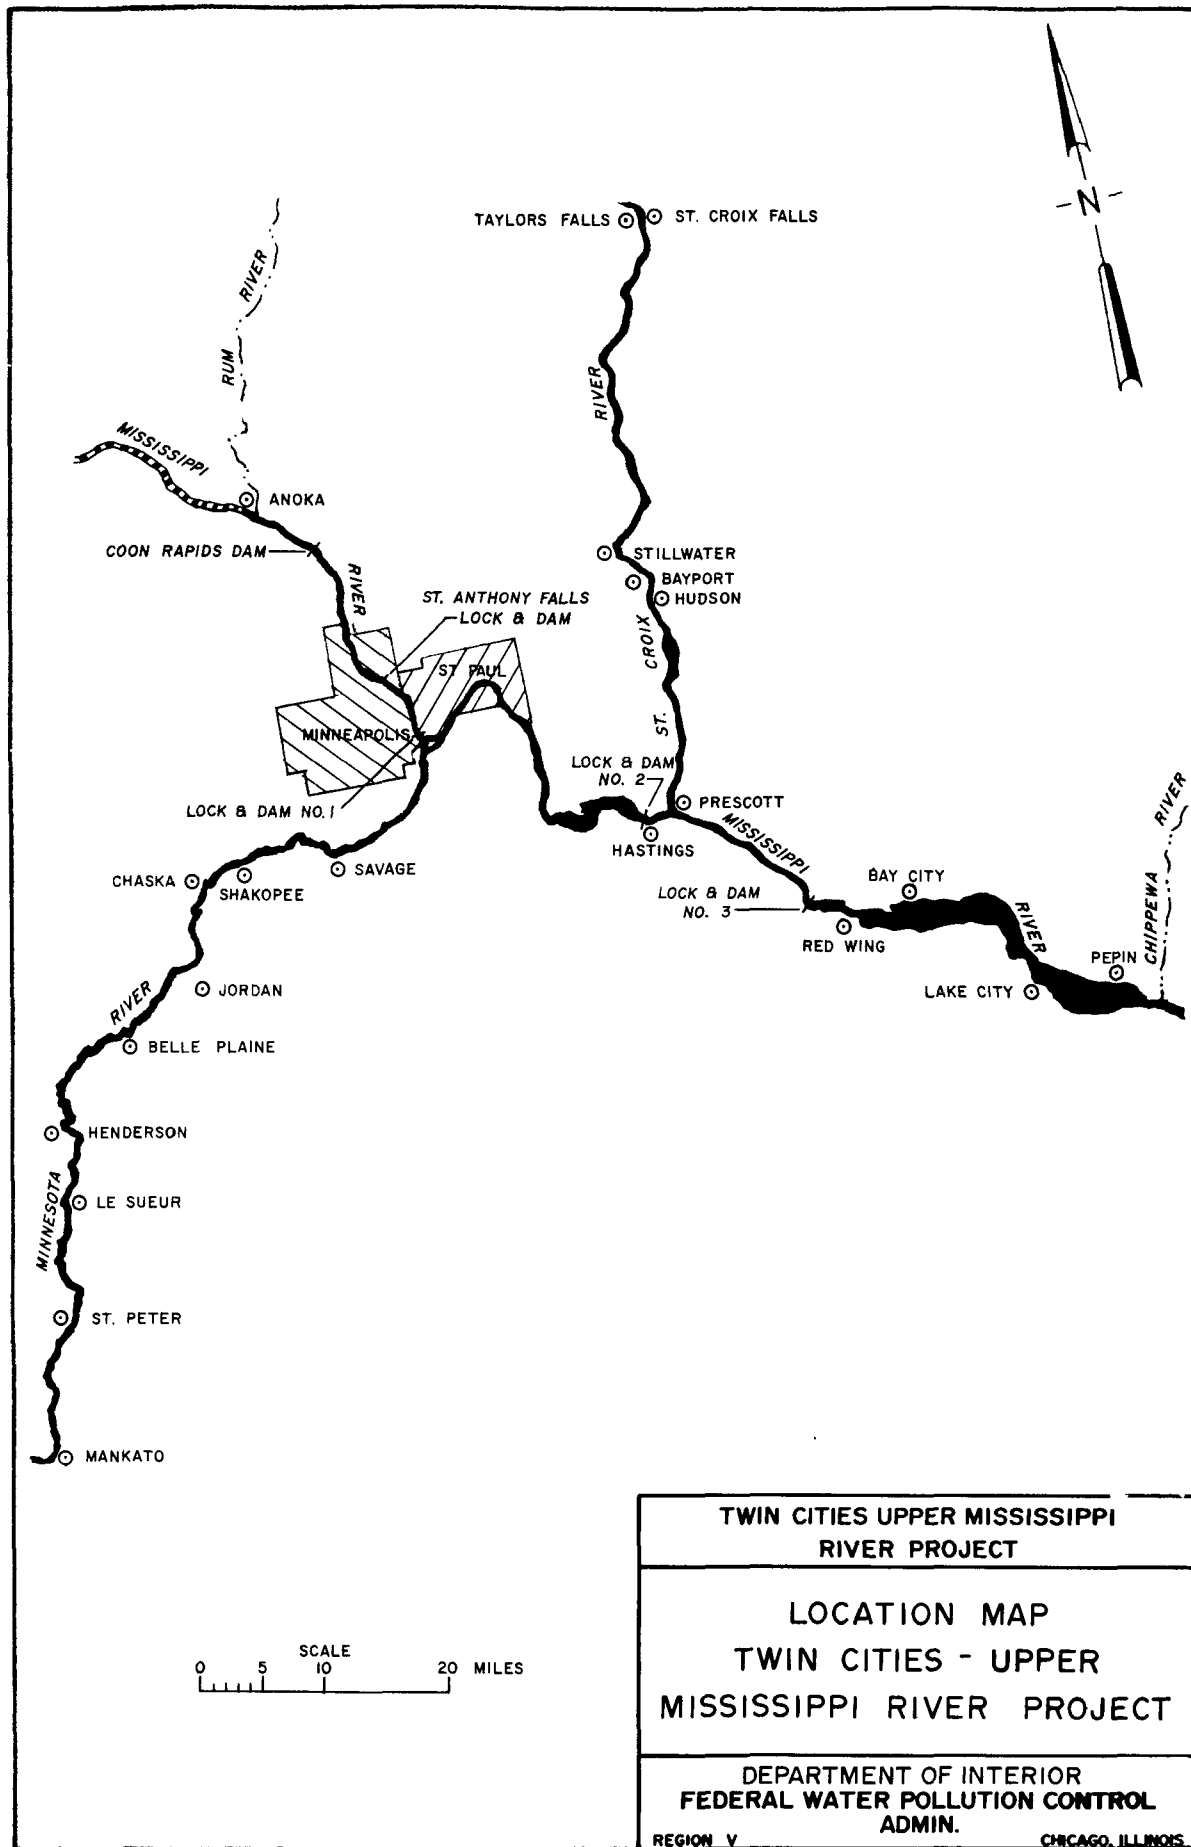 N
TAYLORS FALLS
ST. CROIX FALLS
RUM RIVER
RIVER
MISSISSIPPI
ANOKA
COON RAPIDS DAM
RIVER
STILLWATER
BAYPORT
HUDSON
ST. ANTHONY FALLS
LOCK & DAM
ST PAUL
ST. CROIX
MINNEAPOLIS
LOCK & DAM
NO. 2
PRESCOTT
LOCK & DAM NO. 1
HASTINGS
MISSISSIPPI
CHIPPEWA RIVER
SAVAGE
CHASKA
SHAKOPEE
BAY CITY
LOCK & DAM
NO. 3
RED WING
RIVER
PEPIN
LAKE CITY
JORDAN
RIVER
BELLE PLAINE
HENDERSON
MINNESOTA
LE SUEUR
ST. PETER
MANKATO
SCALE
0 5 10 20 MILES
TWIN CITIES UPPER MISSISSIPPI
RIVER PROJECT
LOCATION MAP
TWIN CITIES - UPPER
MISSISSIPPI RIVER PROJECT
DEPARTMENT OF INTERIOR
FEDERAL WATER POLLUTION CONTROL
ADMIN.
REGION V CHICAGO, ILLINOIS